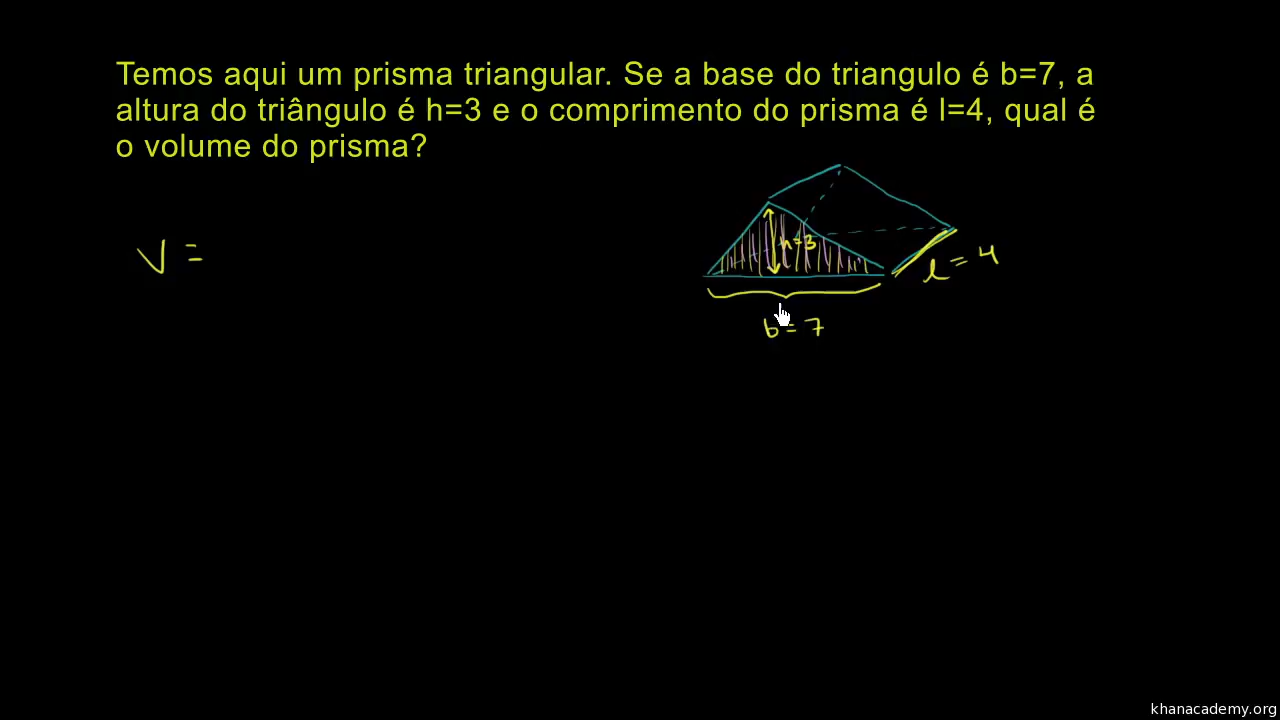 Temos aqui um prisma triangular. Se a base do triangulo é b=7, a
altura do triângulo é h=3 e o comprimento do prisma é l=4, qual é
o volume do prisma?
V =
h=3
l = 4
b = 7
khanacademy.org